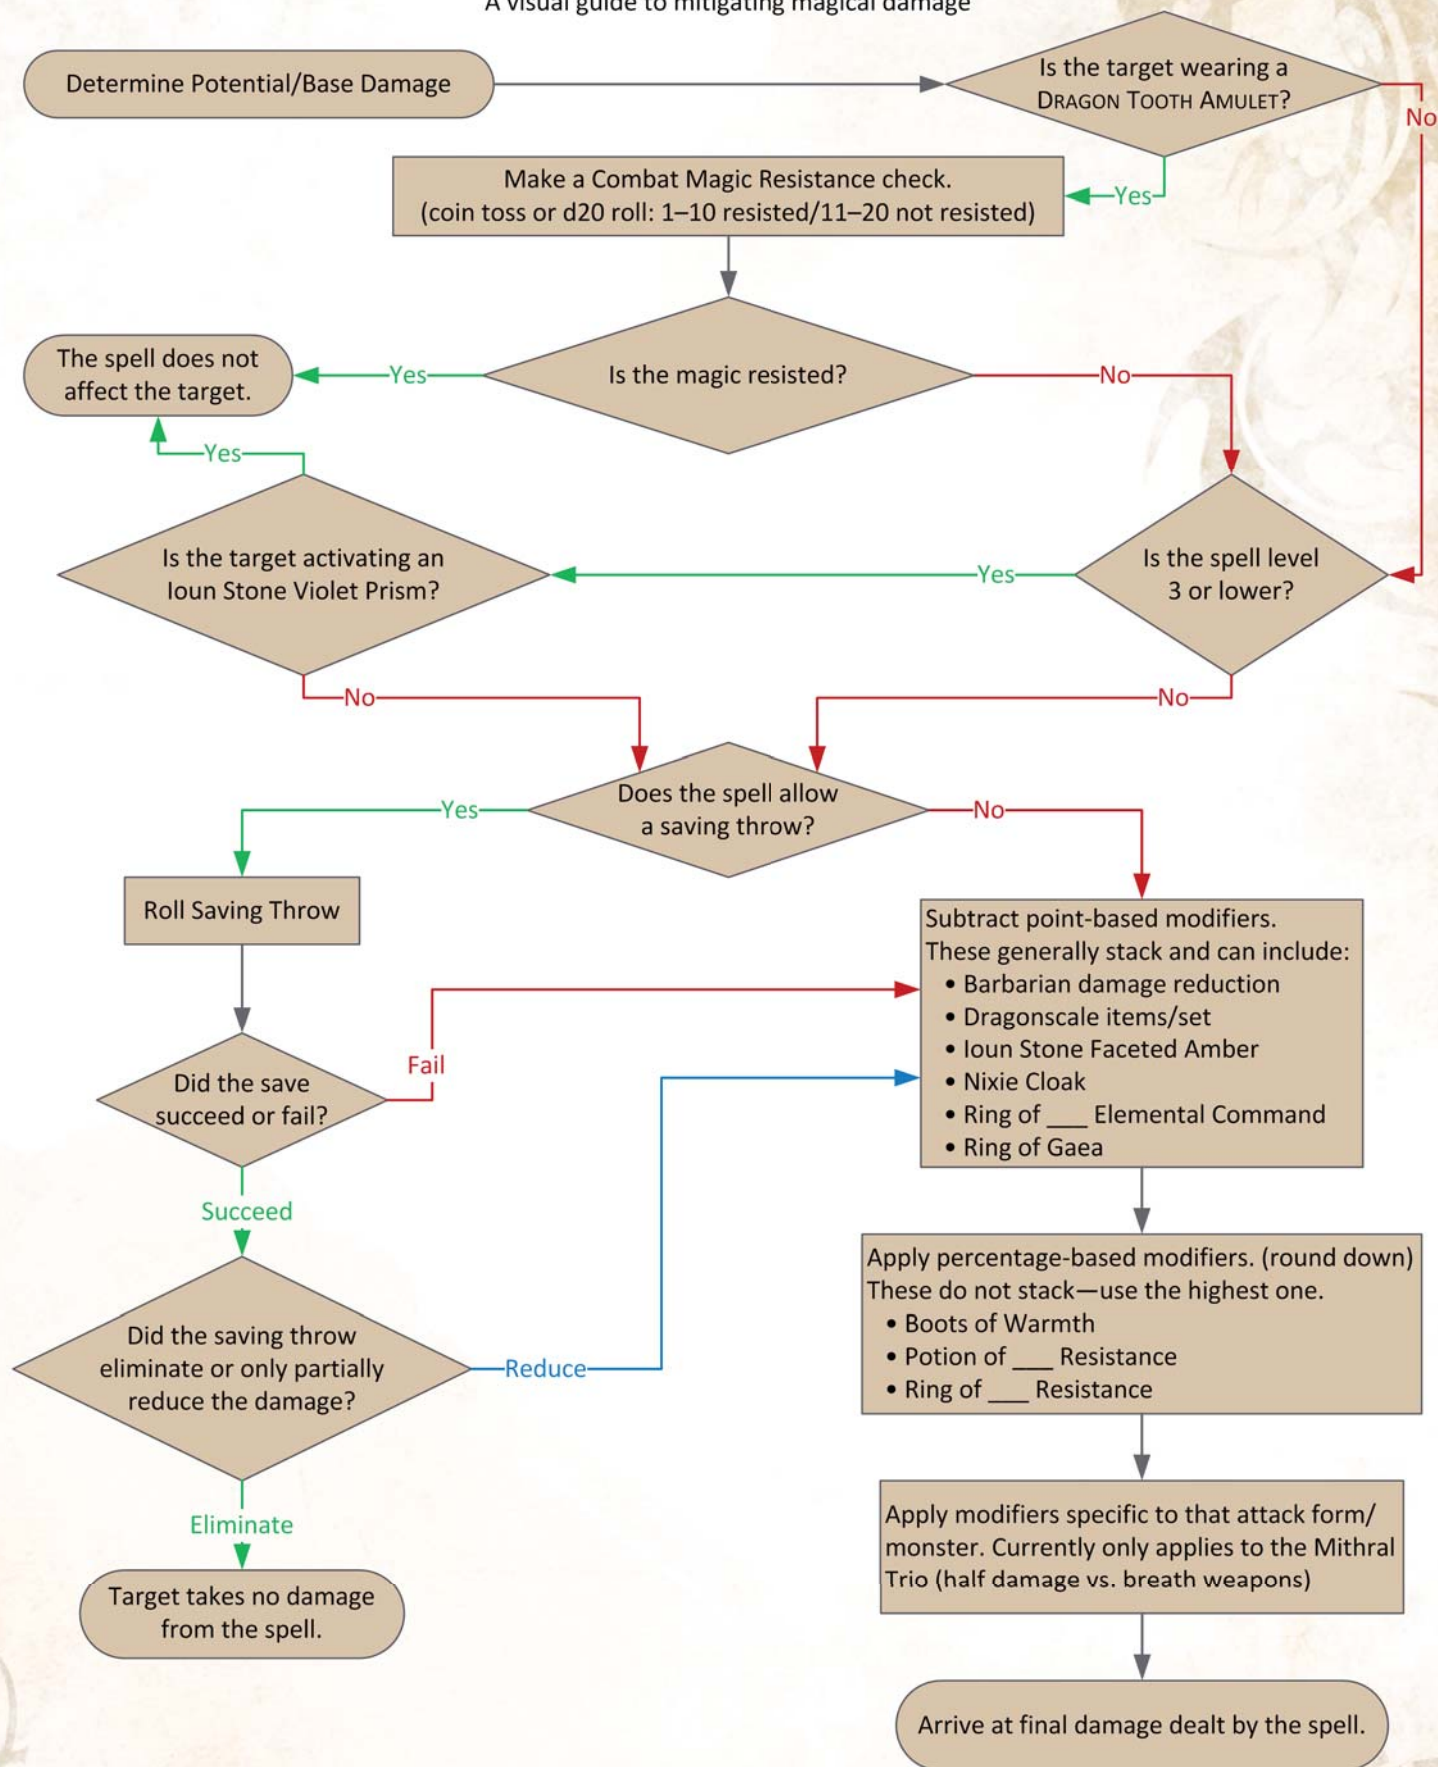 A visual guide to mitigating magical damage
Determine Potential/Base Damage
Is the target wearing a
DRAGON TOOTH AMULET?
No
Yes
Make a Combat Magic Resistance check.
(coin toss or d20 roll: 1–10 resisted/11–20 not resisted)
Is the magic resisted?
Yes
No
The spell does not
affect the target.
Yes
Is the target activating an
Ioun Stone Violet Prism?
Yes
Is the spell level
3 or lower?
No
No
Does the spell allow
a saving throw?
Yes
No
Roll Saving Throw
Did the save
succeed or fail?
Fail
Succeed
Did the saving throw
eliminate or only partially
reduce the damage?
Reduce
Eliminate
Target takes no damage
from the spell.
Subtract point-based modifiers.
These generally stack and can include:
• Barbarian damage reduction
• Dragonscale items/set
• Ioun Stone Faceted Amber
• Nixie Cloak
• Ring of ___ Elemental Command
• Ring of Gaea
Apply percentage-based modifiers. (round down)
These do not stack—use the highest one.
• Boots of Warmth
• Potion of ___ Resistance
• Ring of ___ Resistance
Apply modifiers specific to that attack form/
monster. Currently only applies to the Mithral
Trio (half damage vs. breath weapons)
Arrive at final damage dealt by the spell.